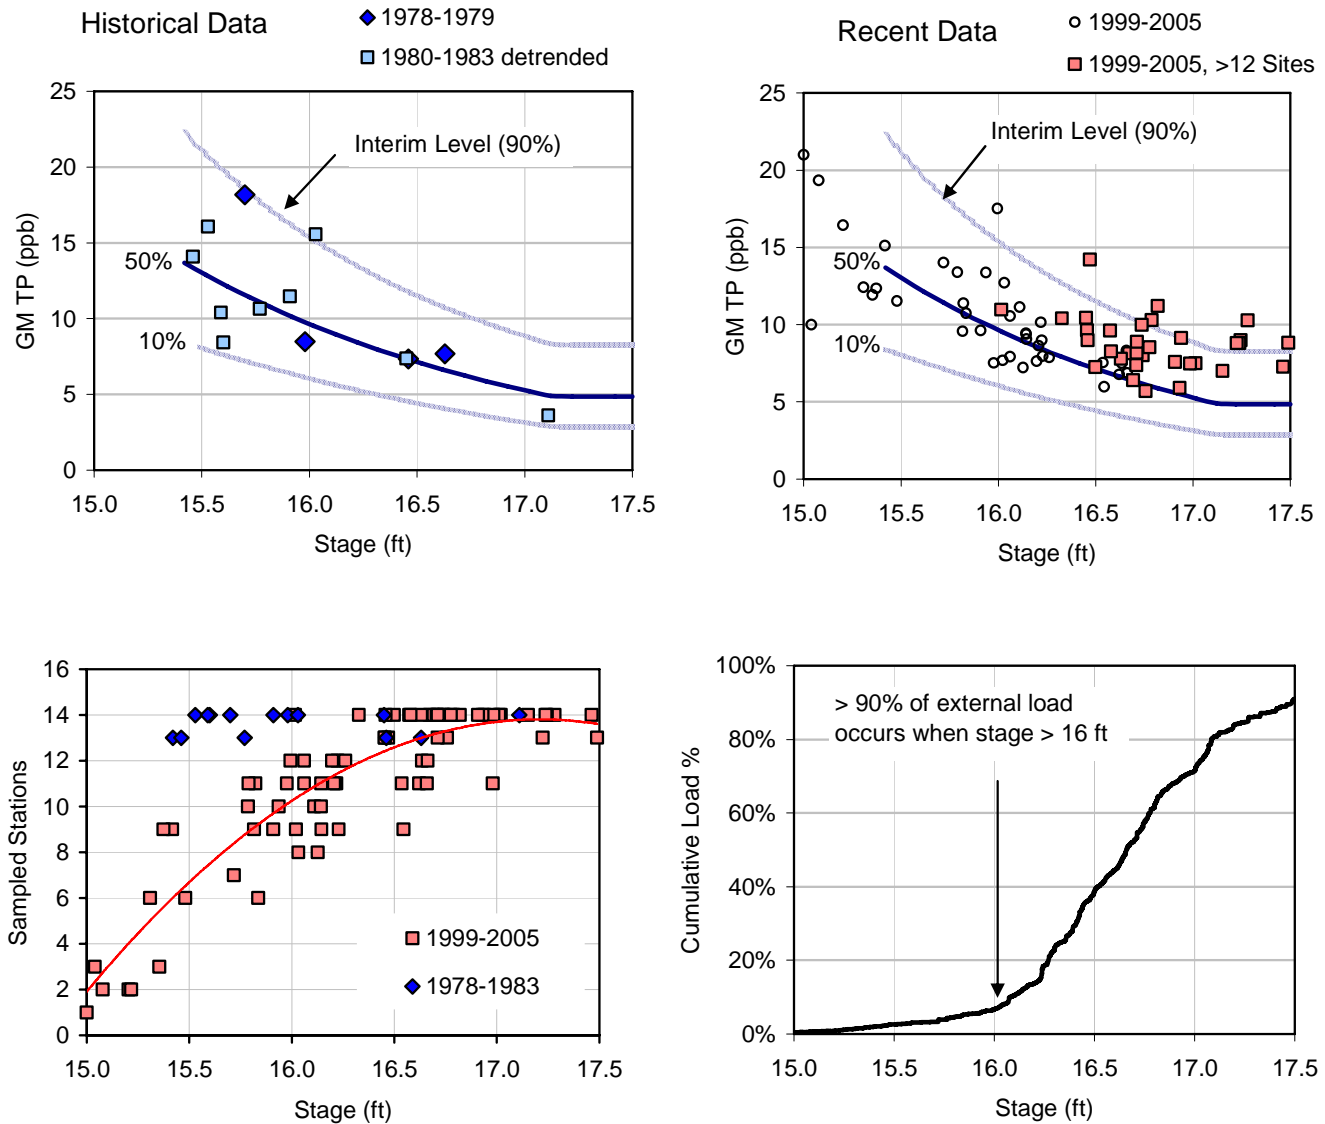 Historical Data
1978-1979
1980-1983 detrended
25
20
15
10
5
0
GM TP (ppb)
Interim Level (90%)
50%
10%
15.0 15.5 16.0 16.5 17.0 17.5
Stage (ft)
Recent Data
1999-2005
1999-2005, >12 Sites
25
20
15
10
5
0
GM TP (ppb)
Interim Level (90%)
50%
10%
15.0 15.5 16.0 16.5 17.0 17.5
Stage (ft)
16
14
12
10
8
6
4
2
0
Sampled Stations
1999-2005
1978-1983
15.0 15.5 16.0 16.5 17.0 17.5
Stage (ft)
100%
80%
60%
40%
20%
0%
Cumulative Load %
> 90% of external load
occurs when stage > 16 ft
15.0 15.5 16.0 16.5 17.0 17.5
Stage (ft)